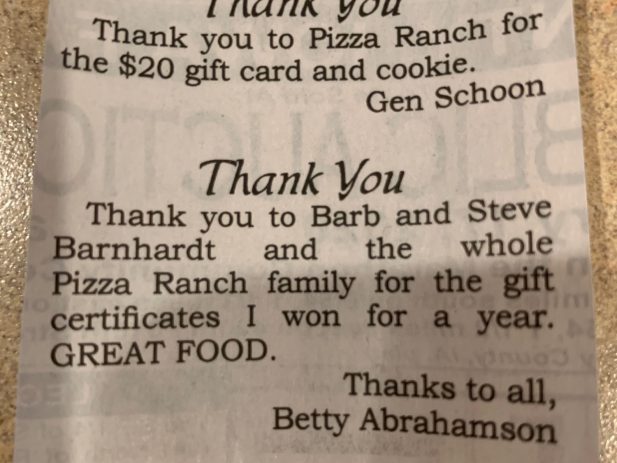 Thank You
Thank you to Pizza Ranch for
the $20 gift card and cookie.
Gen Schoon
Thank You
Thank you to Barb and Steve
Barnhardt and the whole
Pizza Ranch family for the gift
certificates I won for a year.
GREAT FOOD.
Thanks to all,
Betty Abrahamson